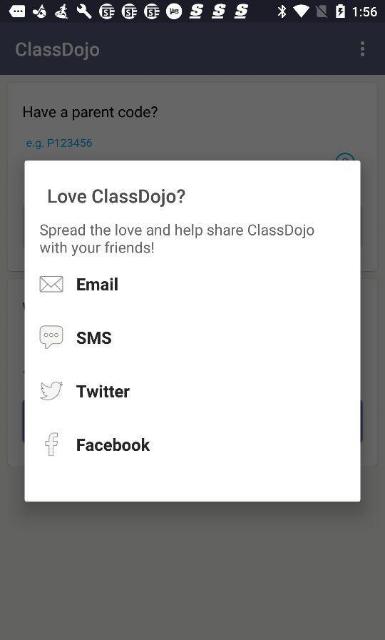 1:56
ClassDojo
Have a parent code?
e.g. P123456
Love ClassDojo?
Spread the love and help share ClassDojo
with your friends!
Email
SMS
Twitter
Facebook